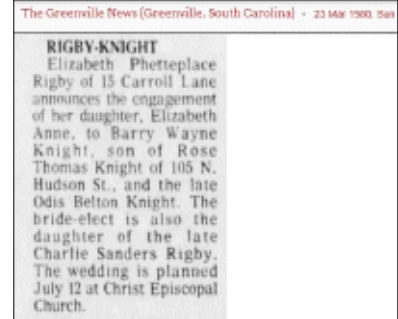 The Greenville News (Greenville, South Carolina) · 23 Mar 1980, Sun
RIGBY-KNIGHT
Elizabeth Phetteplace
Rigby of 15 Carroll Lane
announces the engagement
of her daughter, Elizabeth
Anne, to Barry Wayne
Knight, son of Rose
Thomas Knight of 105 N.
Hudson St., and the late
Odis Belton Knight. The
bride-elect is also the
daughter of the late
Charlie Sanders Rigby.
The wedding is planned
July 12 at Christ Episcopal
Church.